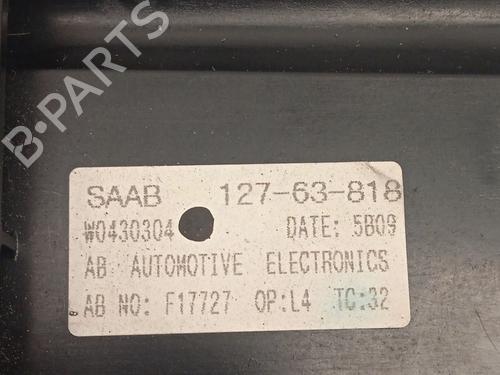 B-PARTS
SAAB 127-63-818
W0430304 DATE: 5B09
AB AUTOMOTIVE ELECTRONICS
AB NO: F17727 OP:L4 TC:32